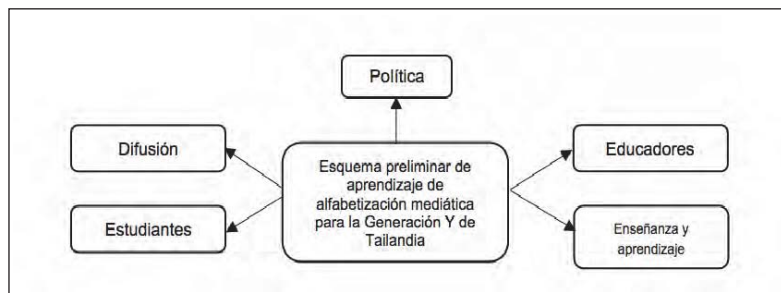 Política
Difusión
Educadores
Esquema preliminar de
aprendizaje de
alfabetización mediática
para la Generación Y de
Tailandia
Estudiantes
Enseñanza y
aprendizaje